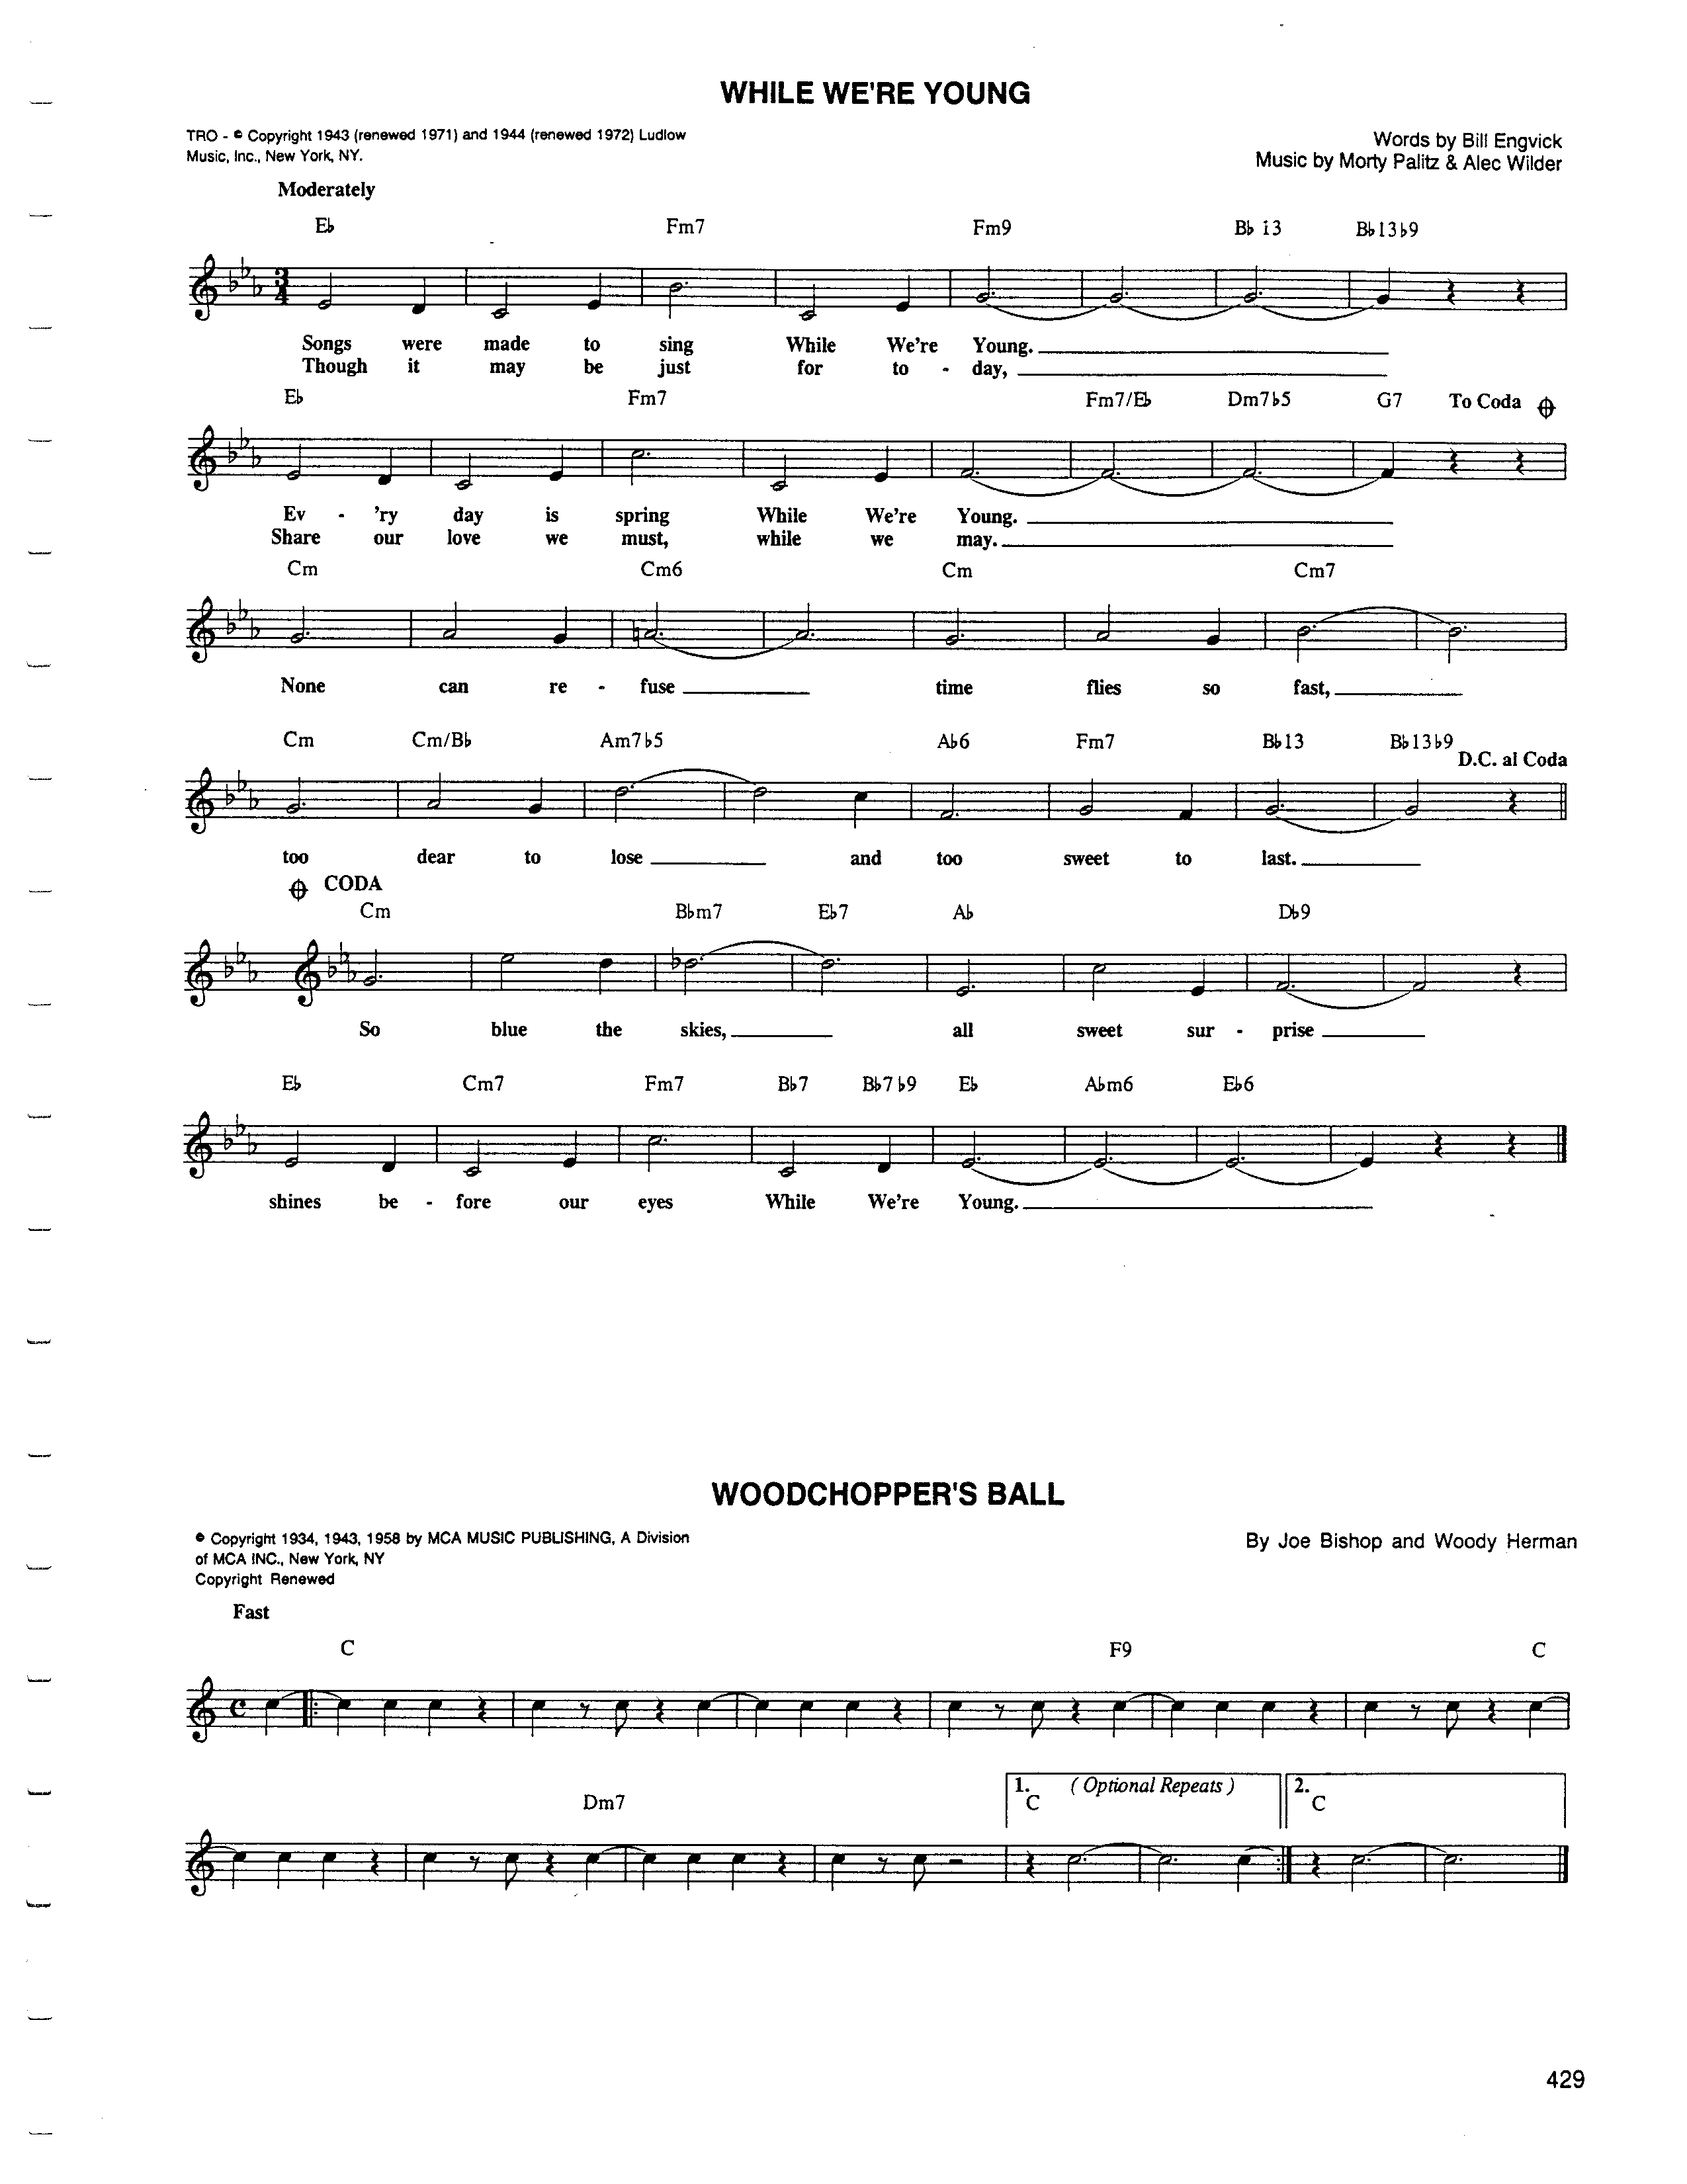 WHILE WE'RE YOUNG
TRO - © Copyright 1943 (renewed 1971) and 1944 (renewed 1972) Ludlow
Music, Inc., New York, NY.
Words by Bill Engvick
Music by Morty Palitz & Alec Wilder
Moderately
E♭ Fm7 Fm9 B♭ 13 B♭13♭9
Songs were made to sing While We're Young.
Though it may be just for to - day,
E♭ Fm7 Fm7/E♭ Dm7♭5 G7 To Coda
Ev - 'ry day is spring While We're Young.
Share our love we must, while we may.
Cm Cm6 Cm Cm7
None can re - fuse time flies so fast,
Cm Cm/B♭ Am7♭5 A♭6 Fm7 B♭13 B♭13♭9
D.C. al Coda
too dear to lose and too sweet to last.
CODA
Cm B♭m7 E♭7 A♭ D♭9
So blue the skies, all sweet sur - prise
E♭ Cm7 Fm7 B♭7 B♭7♭9 E♭ A♭m6 E♭6
shines be - fore our eyes While We're Young.
WOODCHOPPER'S BALL
© Copyright 1934, 1943, 1958 by MCA MUSIC PUBLISHING, A Division
of MCA INC., New York, NY
Copyright Renewed
By Joe Bishop and Woody Herman
Fast
C F9 C
Dm7 1. C ( Optional Repeats ) 2. C
429